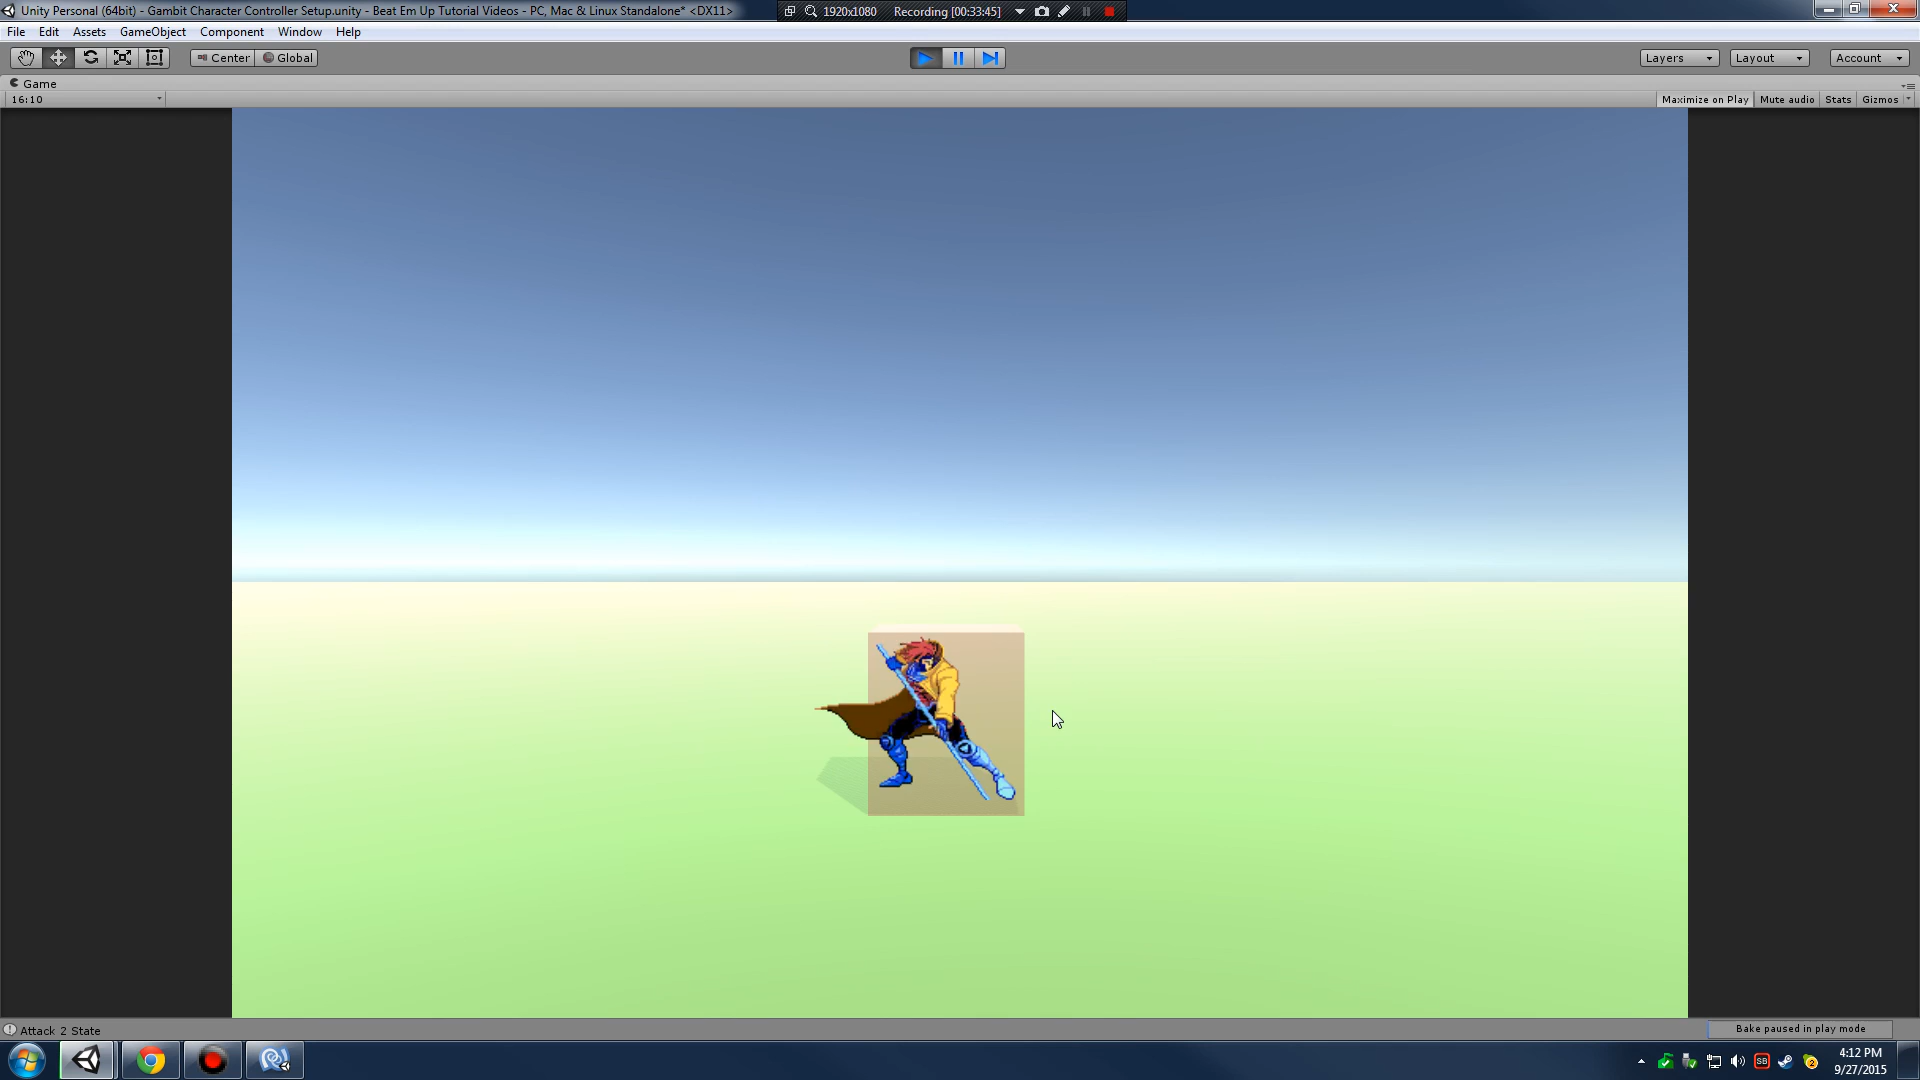 Unity Personal (64bit) - Gambit Character Controller Setup.unity - Beat Em Up Tutorial Videos - PC, Mac & Linux Standalone* <DX11>
1920x1080 Recording [00:33:45]
File Edit Assets GameObject Component Window Help
Center Global Layers Layout Account
Game
16:10 Maximize on Play Mute audio Stats Gizmos
Attack 2 State Bake paused in play mode
SB 2
4:12 PM
9/27/2015